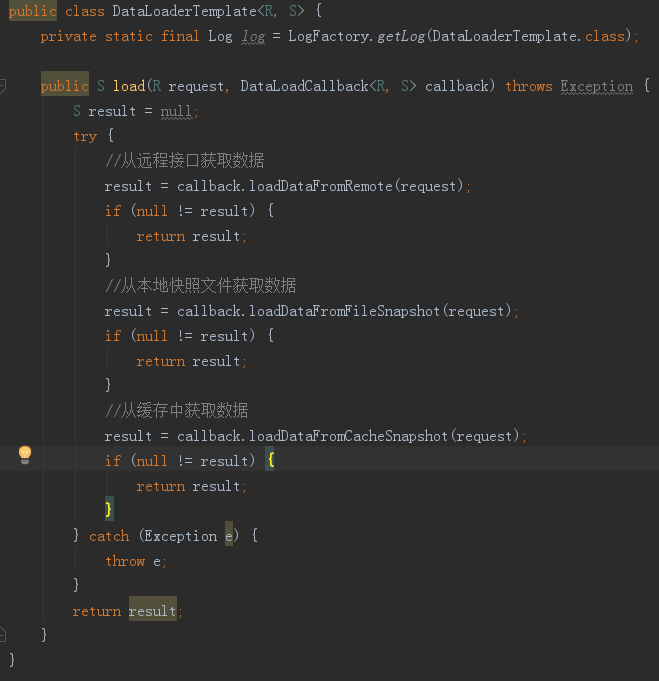 public class DataLoaderTemplate<R, S> {
    private static final Log log = LogFactory.getLog(DataLoaderTemplate.class);
    public S load(R request, DataLoadCallback<R, S> callback) throws Exception {
        S result = null;
        try {
            //从远程接口获取数据
            result = callback.loadDataFromRemote(request);
            if (null != result) {
                return result;
            }
            //从本地快照文件获取数据
            result = callback.loadDataFromFileSnapshot(request);
            if (null != result) {
                return result;
            }
            //从缓存中获取数据
            result = callback.loadDataFromCacheSnapshot(request);
            if (null != result) {
                return result;
            }
        } catch (Exception e) {
            throw e;
        }
        return result;
    }
}